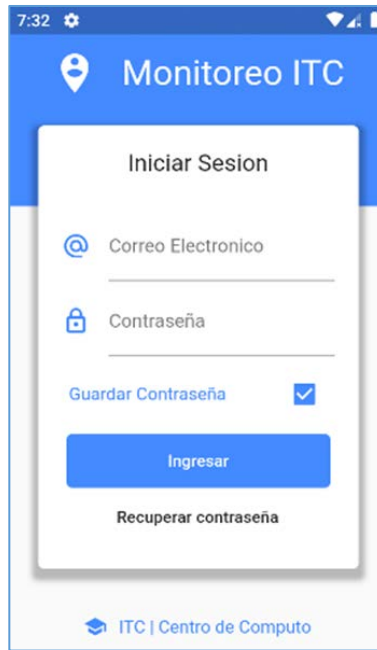 7:32
Monitoreo ITC
Iniciar Sesion
Correo Electronico
Contraseña
Guardar Contraseña
Ingresar
Recuperar contraseña
ITC | Centro de Computo